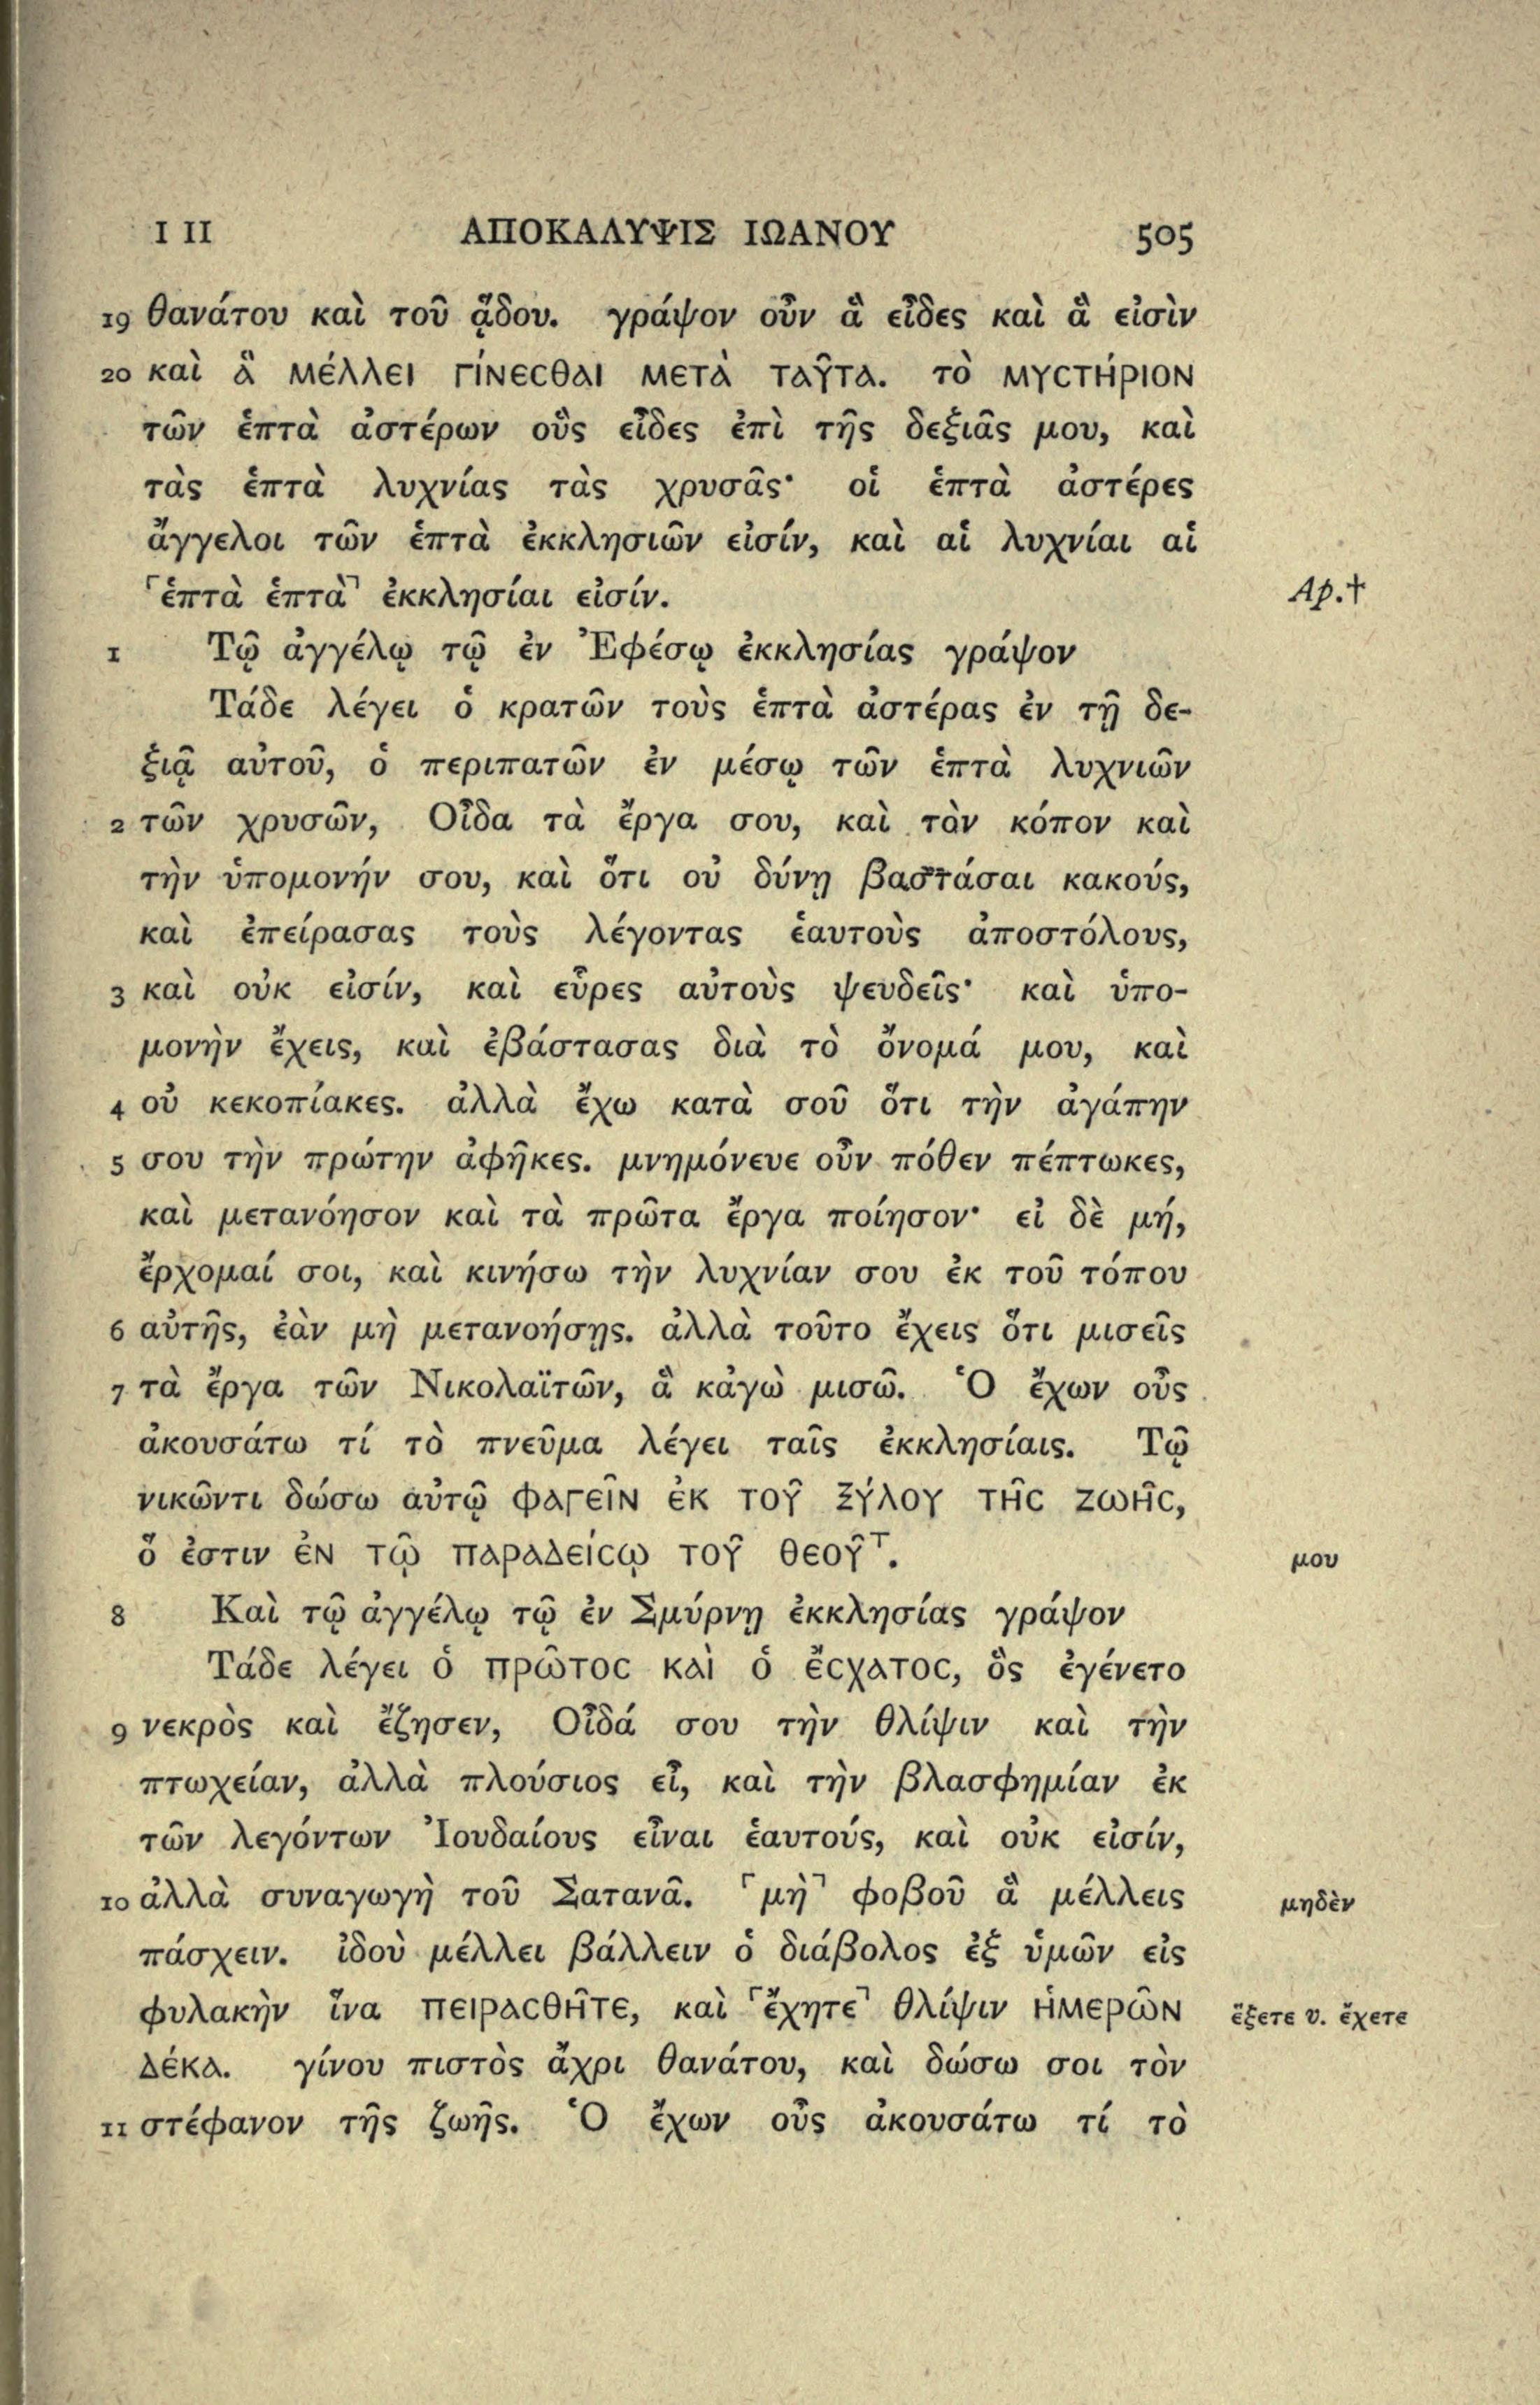 I II ΑΠΟΚΑΛΥΨΙΣ ΙΩΑΝΟΥ 505
19 θανάτου καὶ τοῦ ᾅδου. γράψον οὖν ἃ εἶδες καὶ ἃ εἰσὶν
20 καὶ ἃ μέλλει γίνεϲθαι μετὰ ταῦτα. τὸ μυϲτήριον
τῶν ἑπτὰ ἀστέρων οὓς εἶδες ἐπὶ τῆς δεξιᾶς μου, καὶ
τὰς ἑπτὰ λυχνίας τὰς χρυσᾶς· οἱ ἑπτὰ ἀστέρες
ἄγγελοι τῶν ἑπτὰ ἐκκλησιῶν εἰσίν, καὶ αἱ λυχνίαι αἱ
⌜ἑπτὰ ἑπτὰ⌝ ἐκκλησίαι εἰσίν. Ap.†
1 Τῷ ἀγγέλῳ τῷ ἐν Ἐφέσῳ ἐκκλησίας γράψον
Τάδε λέγει ὁ κρατῶν τοὺς ἑπτὰ ἀστέρας ἐν τῇ δε-
ξιᾷ αὐτοῦ, ὁ περιπατῶν ἐν μέσῳ τῶν ἑπτὰ λυχνιῶν
2 τῶν χρυσῶν, Οἶδα τὰ ἔργα σου, καὶ τὸν κόπον καὶ
τὴν ὑπομονήν σου, καὶ ὅτι οὐ δύνῃ βαστάσαι κακούς,
καὶ ἐπείρασας τοὺς λέγοντας ἑαυτοὺς ἀποστόλους,
3 καὶ οὐκ εἰσίν, καὶ εὗρες αὐτοὺς ψευδεῖς· καὶ ὑπο-
μονὴν ἔχεις, καὶ ἐβάστασας διὰ τὸ ὄνομά μου, καὶ
4 οὐ κεκοπίακες. ἀλλὰ ἔχω κατὰ σοῦ ὅτι τὴν ἀγάπην
5 σου τὴν πρώτην ἀφῆκες. μνημόνευε οὖν πόθεν πέπτωκες,
καὶ μετανόησον καὶ τὰ πρῶτα ἔργα ποίησον· εἰ δὲ μή,
ἔρχομαί σοι, καὶ κινήσω τὴν λυχνίαν σου ἐκ τοῦ τόπου
6 αὐτῆς, ἐὰν μὴ μετανοήσῃς. ἀλλὰ τοῦτο ἔχεις ὅτι μισεῖς
7 τὰ ἔργα τῶν Νικολαϊτῶν, ἃ κἀγὼ μισῶ. Ὁ ἔχων οὖς
ἀκουσάτω τί τὸ πνεῦμα λέγει ταῖς ἐκκλησίαις. Τῷ
νικῶντι δώσω αὐτῷ φαγεῖν ἐκ τοῦ ξύλου τῆϲ ζωῆϲ,
ὅ ἐστιν ἐν τῷ παραδείϲῳ τοῦ θεοῦ⊤. μου
8 Καὶ τῷ ἀγγέλῳ τῷ ἐν Σμύρνῃ ἐκκλησίας γράψον
Τάδε λέγει ὁ πρῶτοϲ καὶ ὁ ἔϲχατοϲ, ὃς ἐγένετο
9 νεκρὸς καὶ ἔζησεν, Οἶδά σου τὴν θλίψιν καὶ τὴν
πτωχείαν, ἀλλὰ πλούσιος εἶ, καὶ τὴν βλασφημίαν ἐκ
τῶν λεγόντων Ἰουδαίους εἶναι ἑαυτούς, καὶ οὐκ εἰσίν,
10 ἀλλὰ συναγωγὴ τοῦ Σατανᾶ. ⌜μὴ⌝ φοβοῦ ἃ μέλλεις μηδὲν
πάσχειν. ἰδοὺ μέλλει βάλλειν ὁ διάβολος ἐξ ὑμῶν εἰς
φυλακὴν ἵνα πειραϲθῆτε, καὶ ⌜ἔχητε⌝ θλίψιν ἡμερῶν ἕξετε v. ἔχετε
δέκα. γίνου πιστὸς ἄχρι θανάτου, καὶ δώσω σοι τὸν
11 στέφανον τῆς ζωῆς. Ὁ ἔχων οὖς ἀκουσάτω τί τὸ